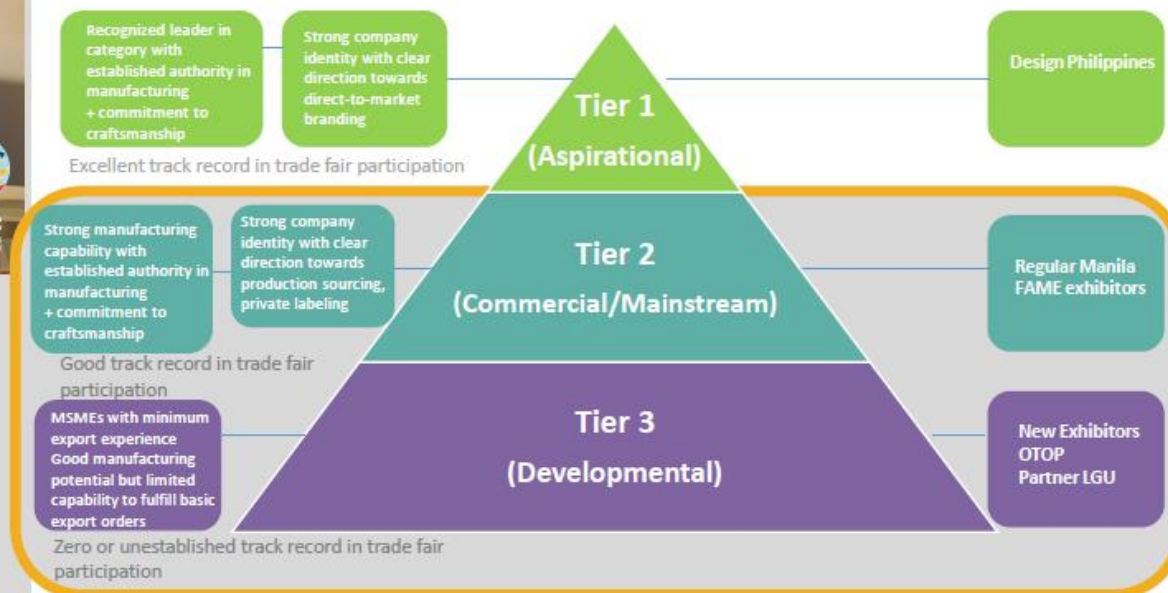 Recognized leader in
category with
established authority in
manufacturing
+ commitment to
craftsmanship
Strong company
identity with clear
direction towards
direct-to-market
branding
Excellent track record in trade fair participation
Tier 1
(Aspirational)
Design Philippines
Strong manufacturing
capability with
established authority in
manufacturing
+ commitment to
craftsmanship
Strong company
identity with clear
direction towards
production sourcing,
private labeling
Good track record in trade fair
participation
Tier 2
(Commercial/Mainstream)
Regular Manila
FAME exhibitors
MSMEs with minimum
export experience
Good manufacturing
potential but limited
capability to fulfill basic
export orders
Zero or unestablished track record in trade fair
participation
Tier 3
(Developmental)
New Exhibitors
OTOP
Partner LGU